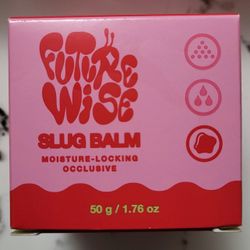 FUTURE
WISE
SLUG BALM
MOISTURE-LOCKING
OCCLUSIVE
50 g / 1.76 oz